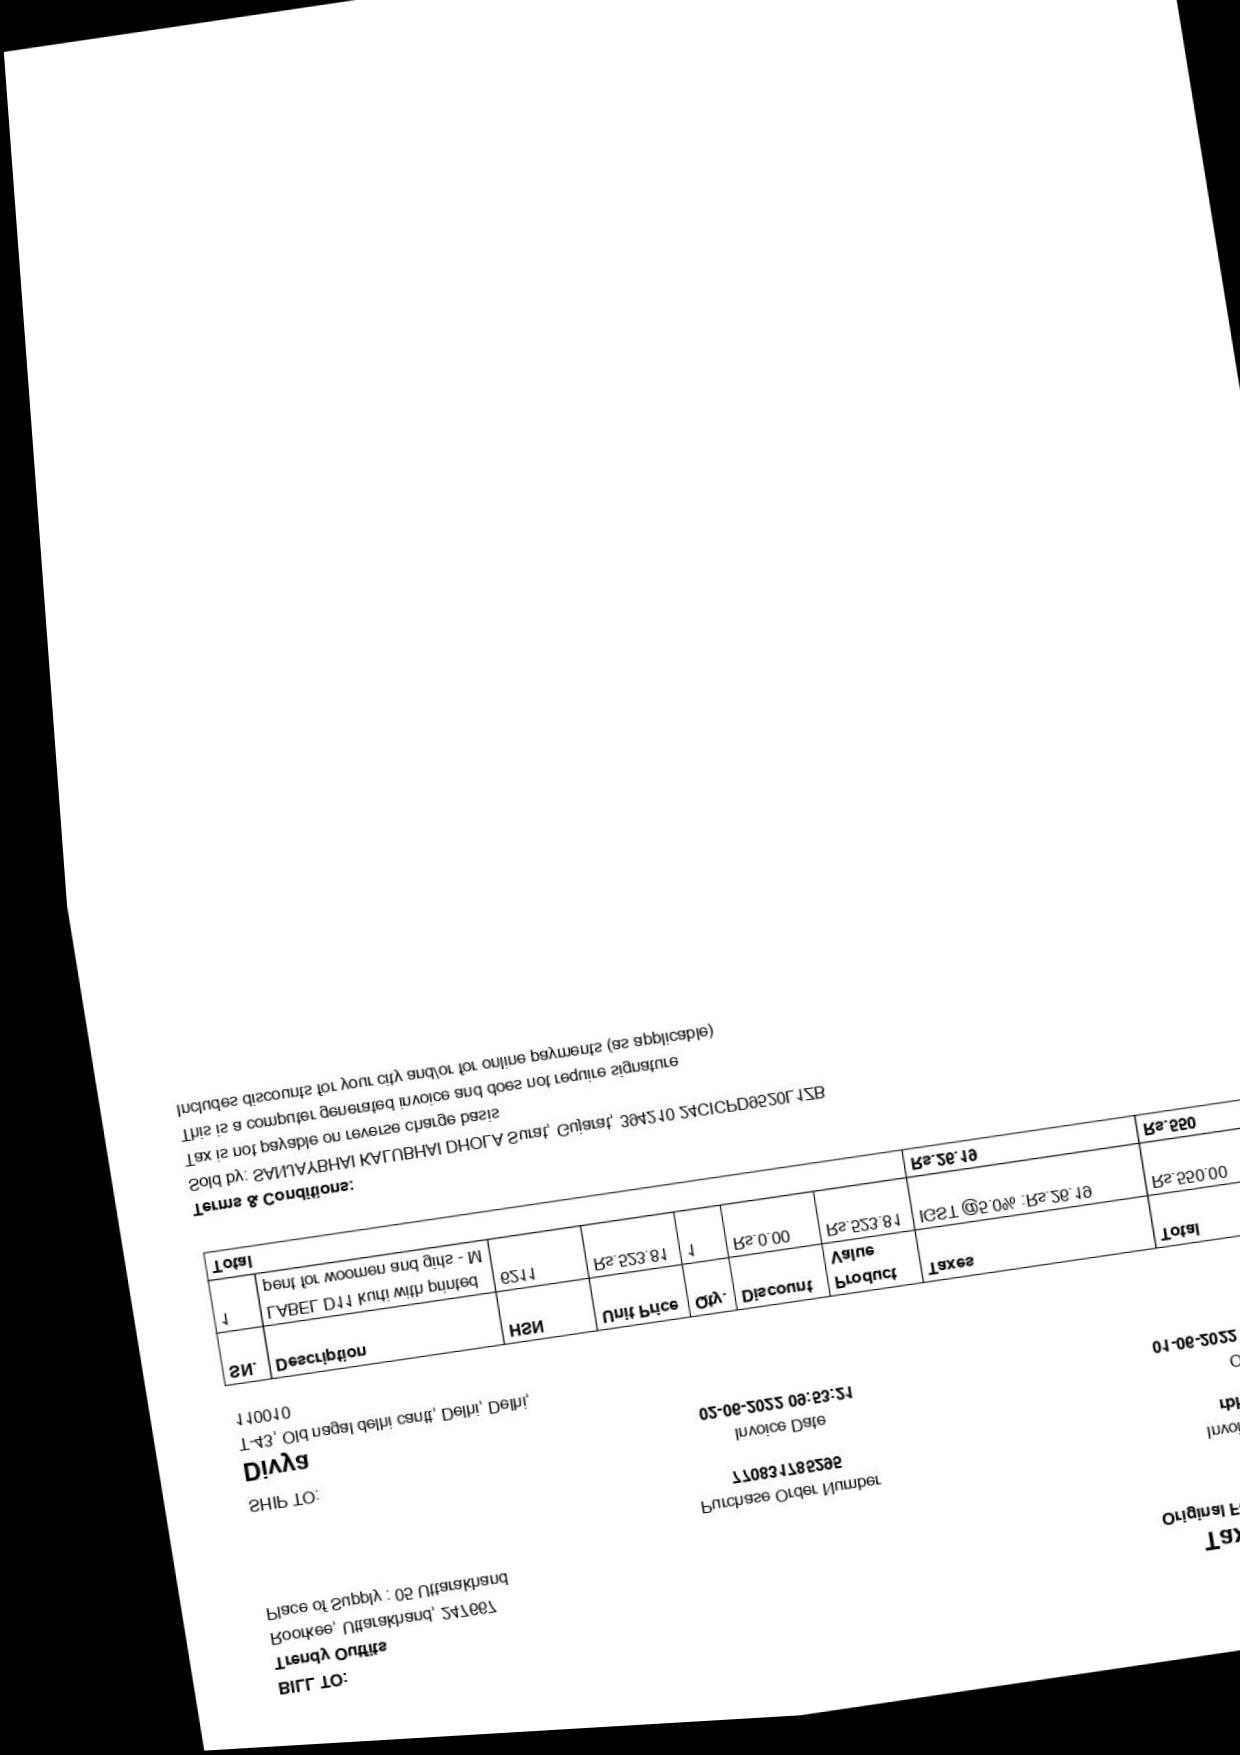 BILL TO:
Trendy Outfits
Roorkee, Uttarakhand, 247667
Place of Supply : 05 Uttarakhand
Tax
Original F
SHIP TO:
Divya
T-43, Old nagal delhi cantt, Delhi, Delhi,
110010
Purchase Order Number
770831785295
Invoice Date
02-06-2022 09:53:21
Invoi
rbl
O
01-06-2022
SN. Description HSN Unit Price Qty. Discount Product Value Taxes Total
1 LABEL D11 kurti with printed 6211 Rs.523.81 1 Rs.0.00 Rs.523.81 IGST @5.0% :Rs.26.19 Rs.550.00
pent for woomen and girls - M
Total Rs.26.19 Rs.550
Terms & Conditions:
Sold by: SANJAYBHAI KALUBHAI DHOLA Surat, Gujarat, 394210 24CICPD9520L1ZB
Tax is not payable on reverse charge basis
This is a computer generated invoice and does not require signature
Includes discounts for your city and/or for online payments (as applicable)